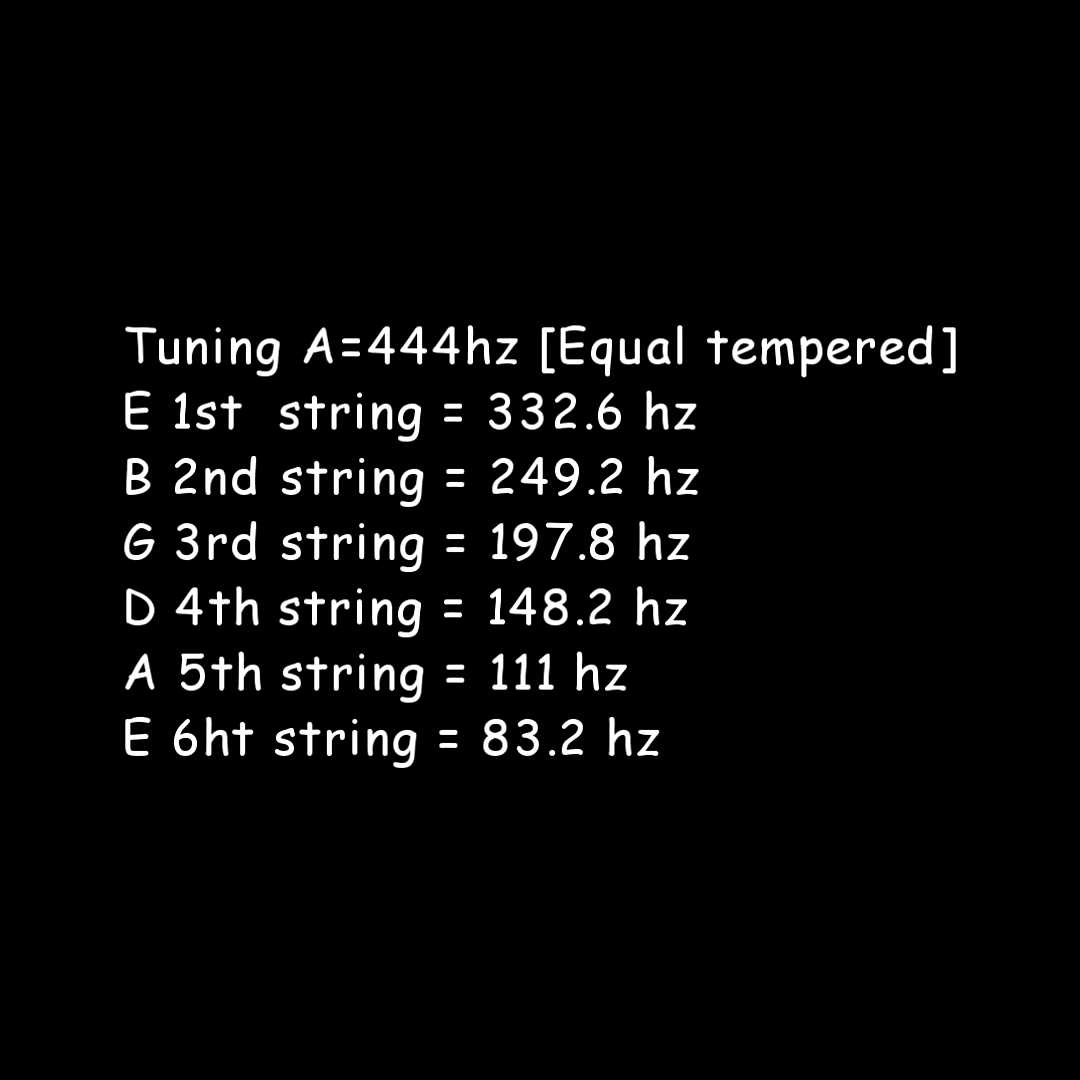 Tuning A=444hz [Equal tempered]
E 1st  string = 332.6 hz
B 2nd string = 249.2 hz
G 3rd string = 197.8 hz
D 4th string = 148.2 hz
A 5th string = 111 hz
E 6ht string = 83.2 hz